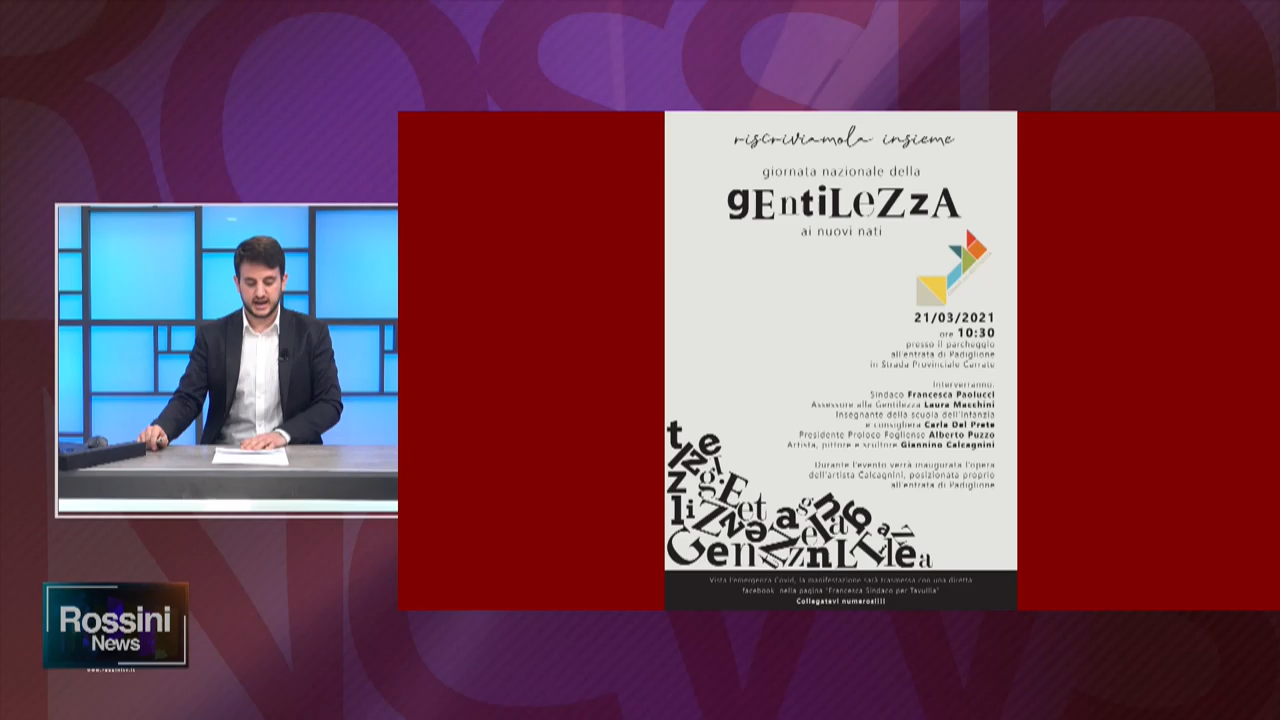 riscriviamola insieme
giornata nazionale della
gEntiLeZzA
ai nuovi nati
21/03/2021
ore 10:30
presso il parcheggio
all'entrata di Padiglione
in Strada Provinciale Carrate
Interverranno:
Sindaco Francesca Paolucci
Assessore alla Gentilezza Laura Macchini
Insegnante della scuola dell'infanzia
e consigliera Carla Del Prete
Presidente Proloco Fogliense Alberto Puzzo
Artista, pittore e scultore Giannino Calcagnini
Durante l'evento verrà inaugurata l'opera
dell'artista Calcagnini, posizionata proprio
all'entrata di Padiglione
Vista l'emergenza Covid, la manifestazione sarà trasmessa con una diretta
facebook nella pagina "Francesca Sindaco per Tavullia"
Collegatevi numerosi!!!
Rossini
News
www.rossinitv.it